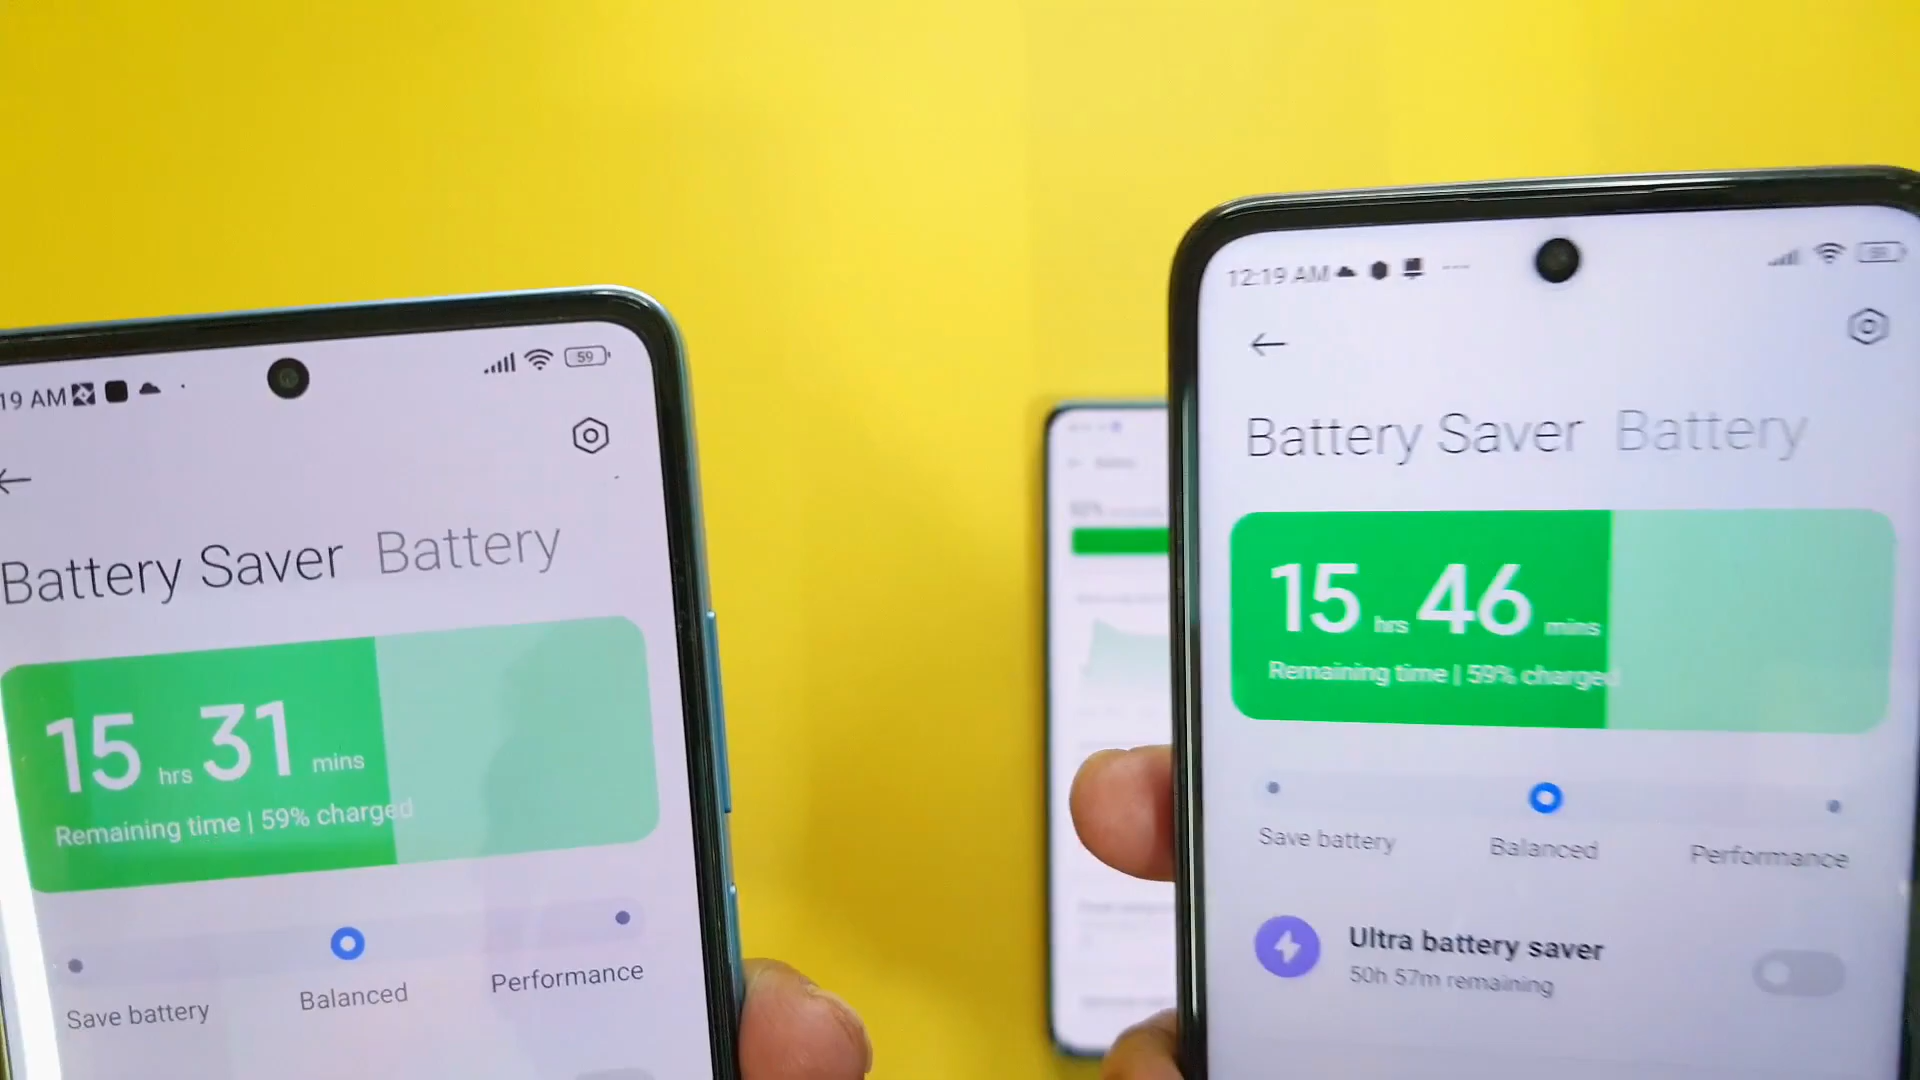 19 AM
59
Battery Saver Battery
15 hrs 31 mins
Remaining time | 59% charged
Save battery
Balanced
Performance
12:19 AM
Battery Saver Battery
15 hrs 46 mins
Remaining time | 59% charged
Save battery
Balanced
Performance
Ultra battery saver
50h 57m remaining